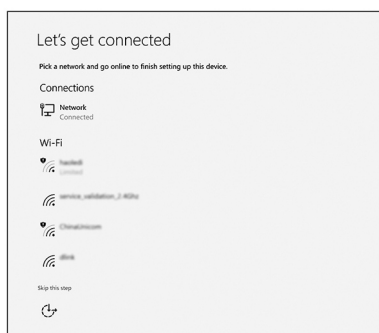 Let's get connected
Pick a network and go online to finish setting up this device.
Connections
Network
Connected
Wi-Fi
Limited
service_validation_2.4Ghz
ChinaUnicom
dlink
Skip this step